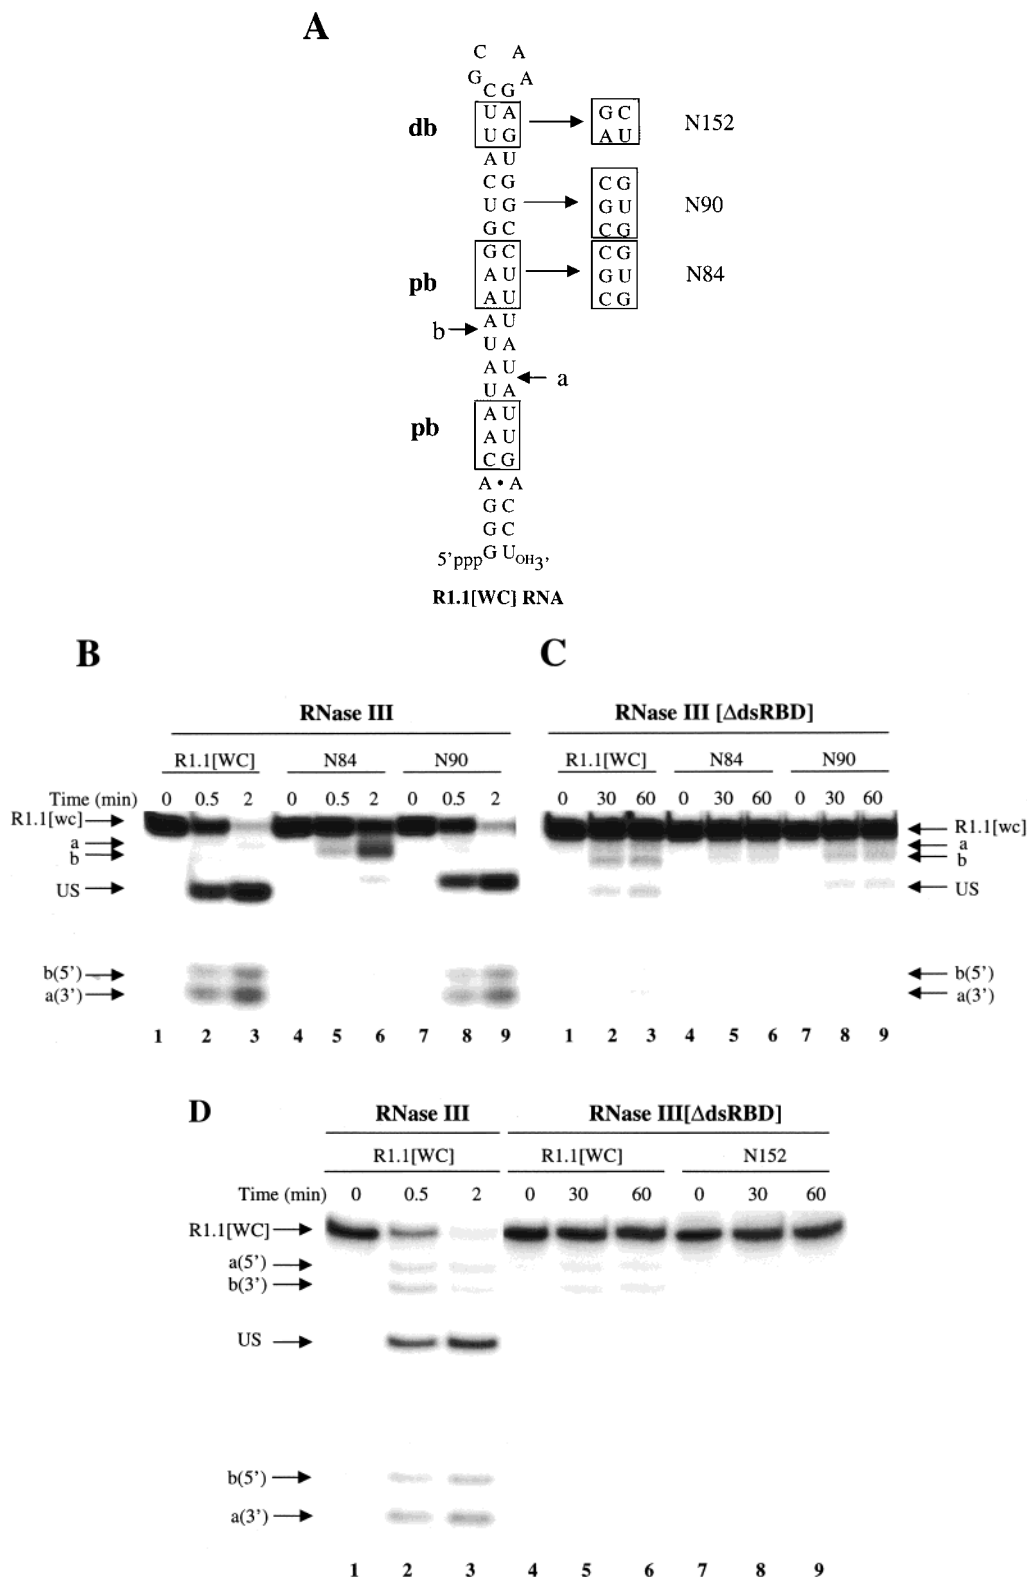 A
C A
G A
C G
db U A G C N152
U G A U
A U
C G C G
U G G U N90
G C C G
G C C G
pb A U G U N84
A U C G
b A U
U A
A U a
U A
pb A U
A U
C G
A • A
G C
G C
5'ppp G U OH3'
R1.1[WC] RNA
B C
RNase III RNase III [ΔdsRBD]
R1.1[WC] N84 N90 R1.1[WC] N84 N90
Time (min) 0 0.5 2 0 0.5 2 0 0.5 2 0 30 60 0 30 60 0 30 60
R1.1[wc] R1.1[wc]
a a
b b
US US
b(5') b(5')
a(3') a(3')
1 2 3 4 5 6 7 8 9 1 2 3 4 5 6 7 8 9
D RNase III RNase III[ΔdsRBD]
R1.1[WC] R1.1[WC] N152
Time (min) 0 0.5 2 0 30 60 0 30 60
R1.1[WC]
a(5')
b(3')
US
b(5')
a(3')
1 2 3 4 5 6 7 8 9